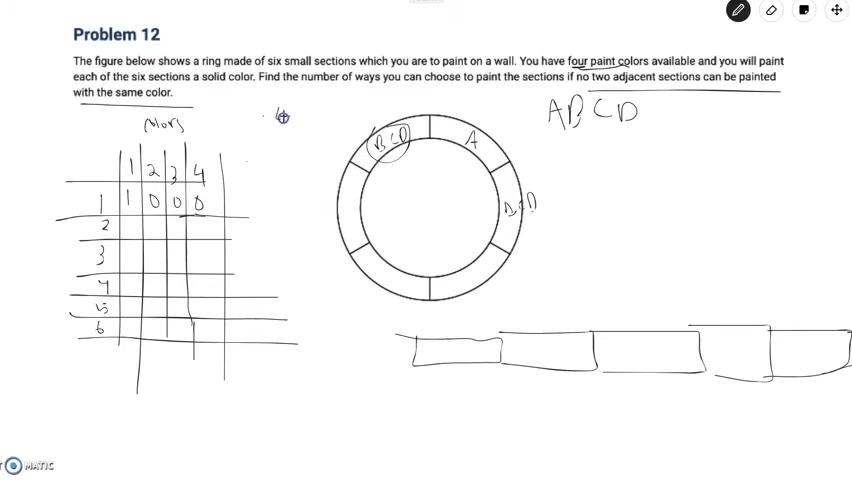 Problem 12
The figure below shows a ring made of six small sections which you are to paint on a wall. You have four paint colors available and you will paint
each of the six sections a solid color. Find the number of ways you can choose to paint the sections if no two adjacent sections can be painted
with the same color.
A B C D
colors
B C D
A
1 2 3 4
1 1 0 0 0
B C D
2
3
4
5
6
MATIC